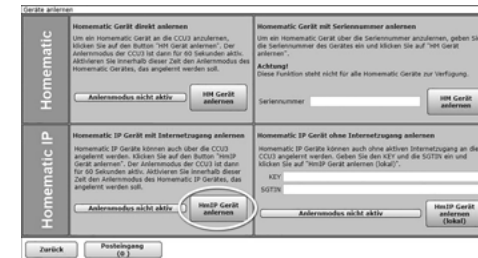 Geräte anlernen
Homematic
Homematic Gerät direkt anlernen
Um ein Homematic Gerät an die CCU3 anzulernen,
klicken Sie auf den Button "HM Gerät anlernen". Der
Anlernmodus der CCU3 ist dann für 60 Sekunden aktiv.
Aktivieren Sie innerhalb dieser Zeit den Anlernmodus des
Homematic Gerätes, das angelernt werden soll.
Anlernmodus nicht aktiv
HM Gerät
anlernen
Homematic Gerät mit Seriennummer anlernen
Um ein Homematic Gerät über die Seriennummer anzulernen, geben Sie
die Seriennummer des Gerätes ein und klicken Sie auf "HM Gerät
anlernen".
Achtung!
Diese Funktion steht nicht für alle Homematic Geräte zur Verfügung.
Seriennummer
HM Gerät
anlernen
Homematic IP
Homematic IP Gerät mit Internetzugang anlernen
Homematic IP Geräte können auch über die CCU3
angelernt werden. Klicken Sie auf den Button "HmIP
Gerät anlernen". Der Anlernmodus der CCU3 ist dann
für 60 Sekunden aktiv. Aktivieren Sie innerhalb dieser
Zeit den Anlernmodus des Homematic IP Gerätes, das
angelernt werden soll.
Anlernmodus nicht aktiv
HmIP Gerät
anlernen
Homematic IP Gerät ohne Internetzugang anlernen
Homematic IP Geräte können auch ohne aktiven Internetzugang an die
CCU3 angelernt werden. Geben Sie den KEY und die SGTIN ein und
klicken Sie auf "HmIP Gerät anlernen (lokal)".
KEY
SGTIN
Anlernmodus nicht aktiv
HmIP Gerät
anlernen
(lokal)
Zurück
Posteingang
(0 )